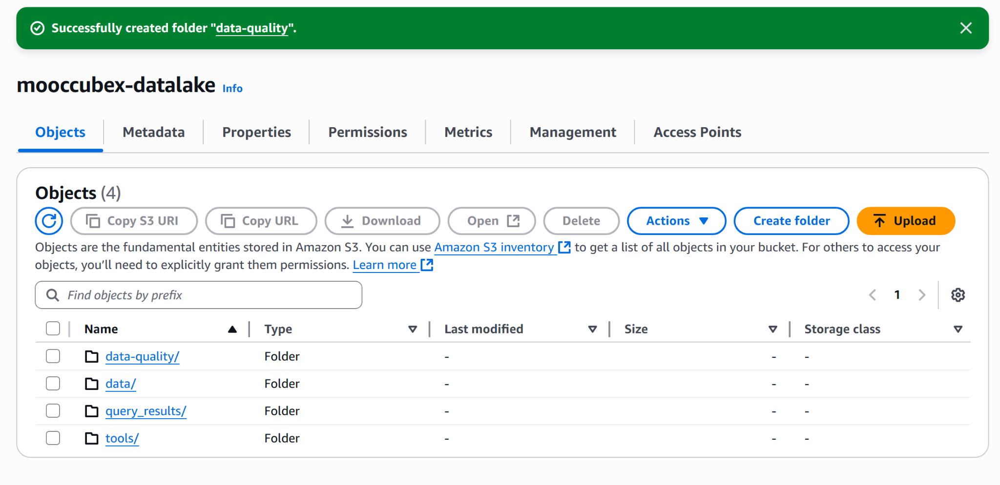 Successfully created folder "data-quality".
mooccubex-datalake Info
Objects Metadata Properties Permissions Metrics Management Access Points
Objects (4)
Copy S3 URI Copy URL Download Open Delete Actions Create folder Upload
Objects are the fundamental entities stored in Amazon S3. You can use Amazon S3 inventory to get a list of all objects in your bucket. For others to access your
objects, you’ll need to explicitly grant them permissions. Learn more
Find objects by prefix 1
Name Type Last modified Size Storage class
data-quality/ Folder - - -
data/ Folder - - -
query_results/ Folder - - -
tools/ Folder - - -